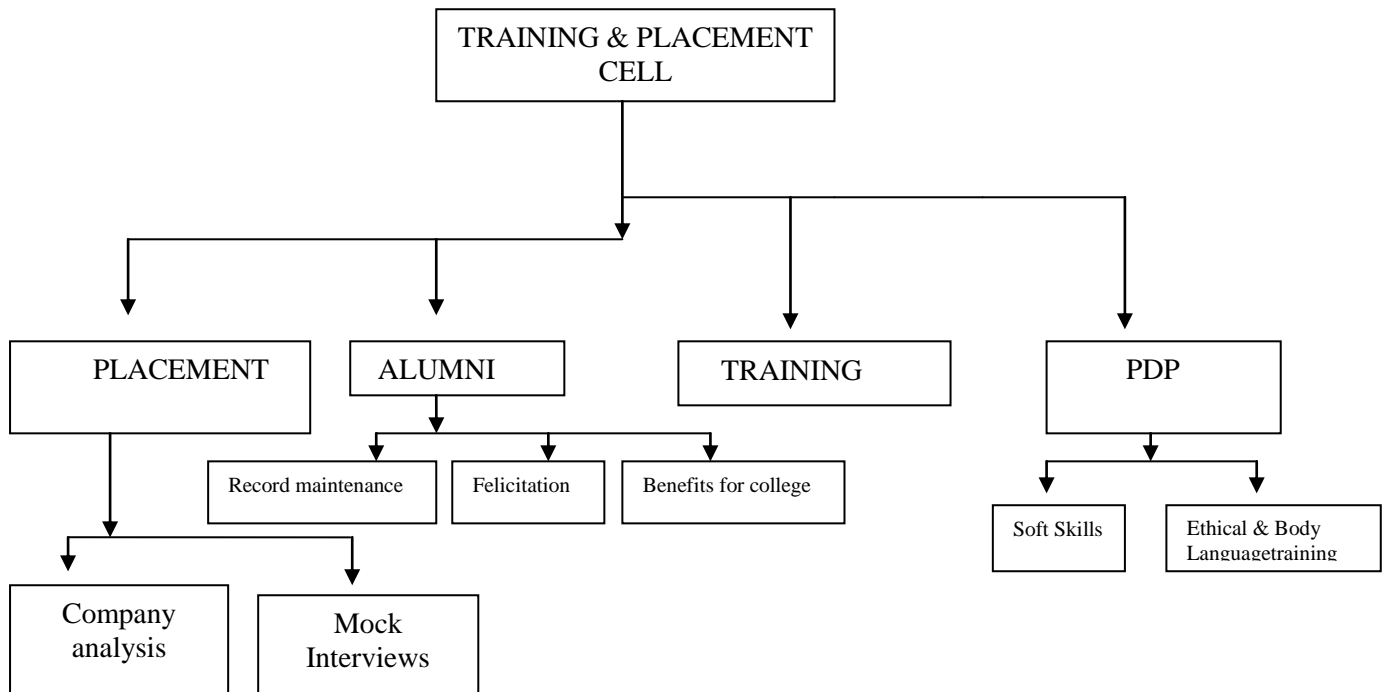 TRAINING & PLACEMENT
CELL
PLACEMENT
ALUMNI
TRAINING
PDP
Record maintenance
Felicitation
Benefits for college
Soft Skills
Ethical & Body
Languagetraining
Company
analysis
Mock
Interviews